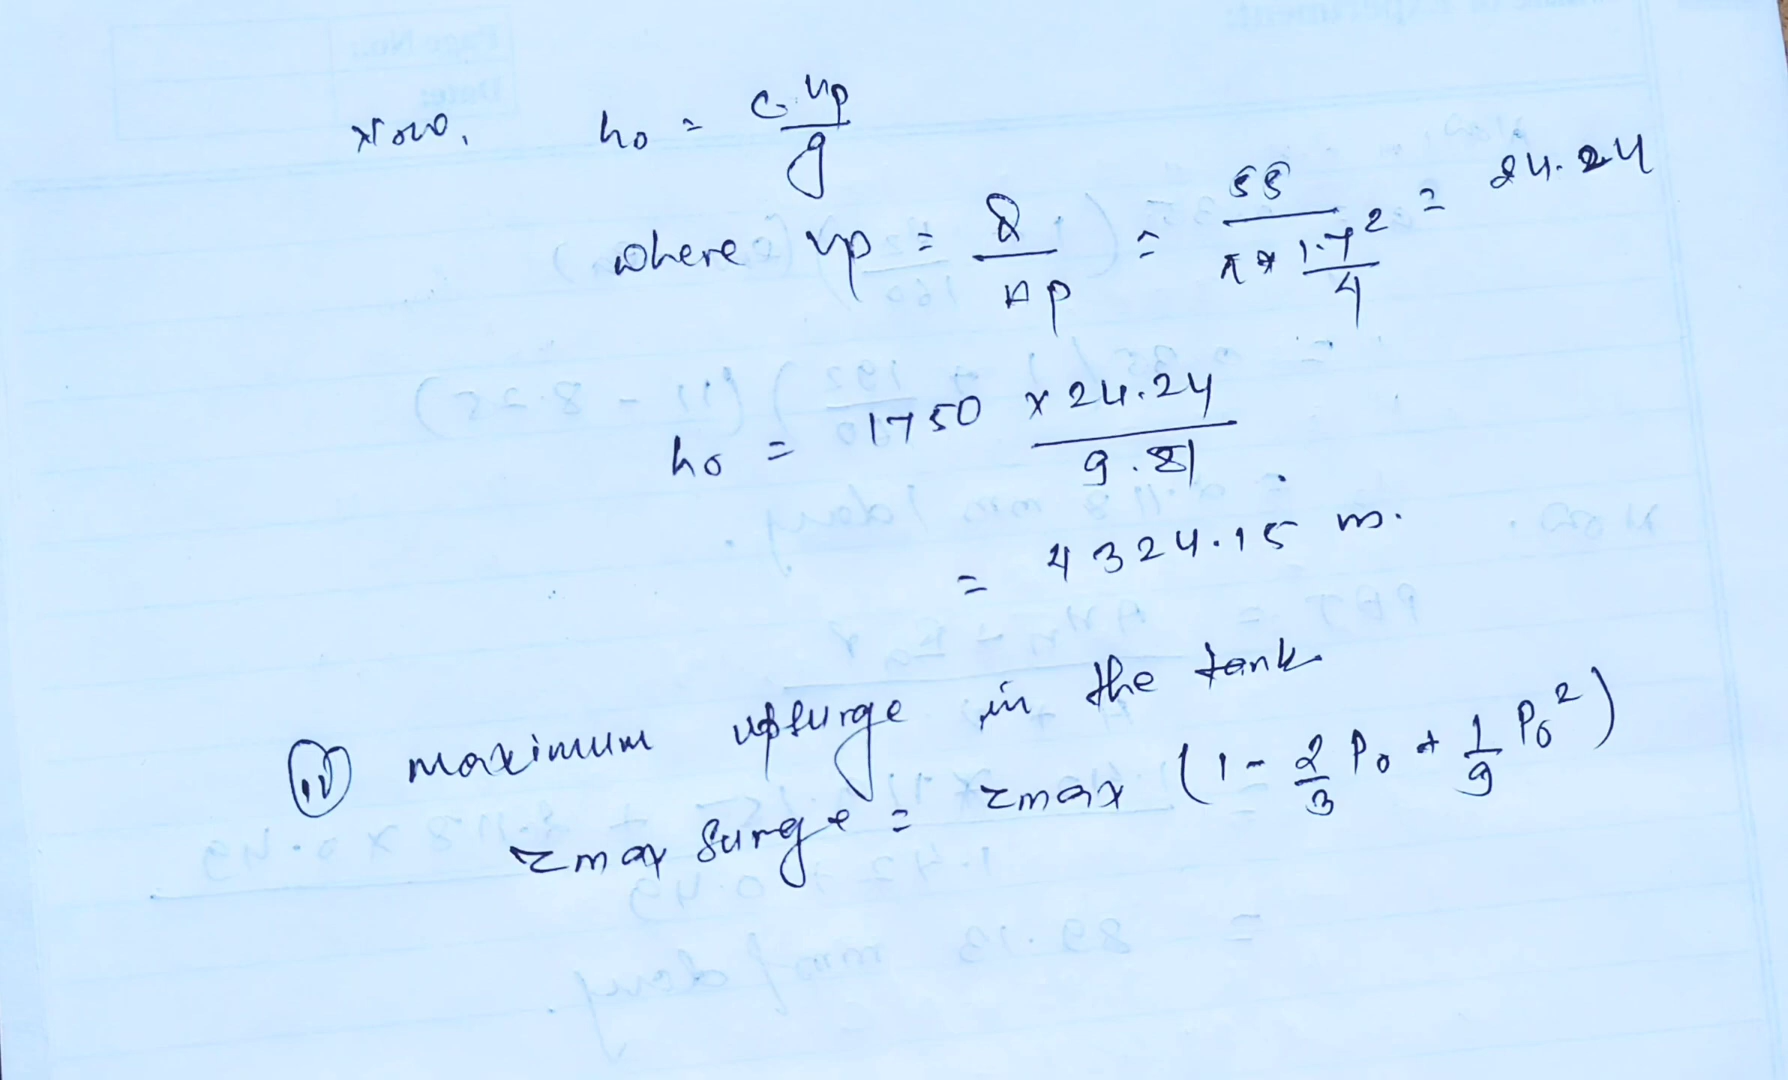 Now, ho = C.Vp / g
where vp = Q / Ap = 55 / π * 1.7² / 4 = 24.24
ho = 1750 x 24.24 / 9.81
= 4324.15 m.
(iv) maximum upsurge in the tank
zmax surge = zmax (1 - 2/3 Po + 1/9 Po²)